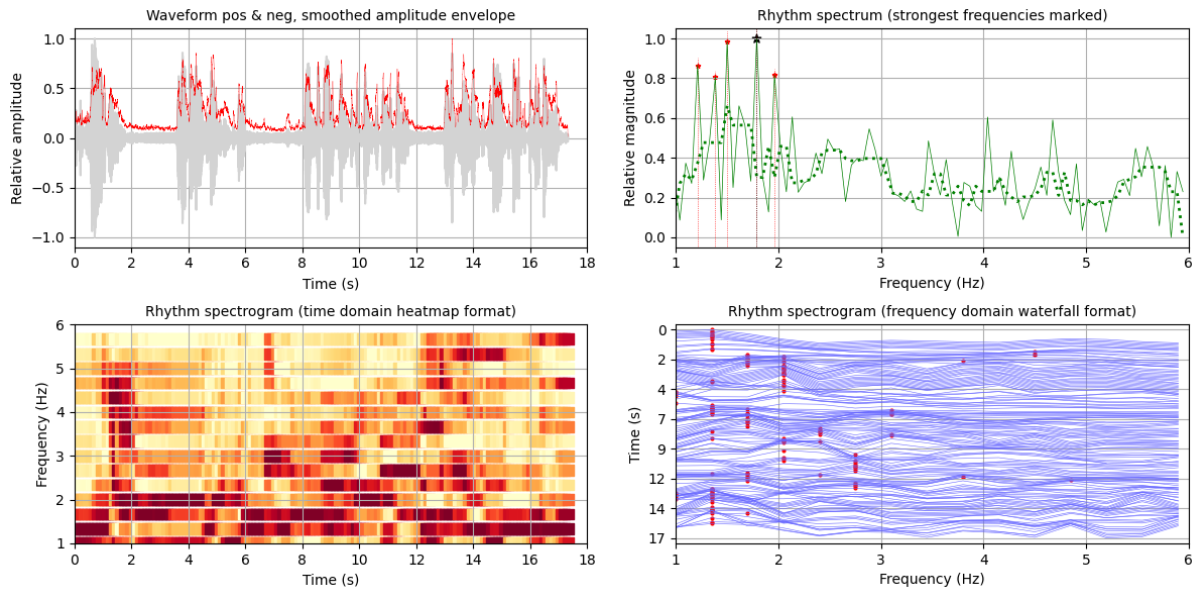 Waveform pos & neg, smoothed amplitude envelope
Relative amplitude
1.0
0.5
0.0
−0.5
−1.0
0 2 4 6 8 10 12 14 16 18
Time (s)
Rhythm spectrum (strongest frequencies marked)
Relative magnitude
1.0
0.8
0.6
0.4
0.2
0.0
1 2 3 4 5 6
Frequency (Hz)
Rhythm spectrogram (time domain heatmap format)
Frequency (Hz)
6
5
4
3
2
1
0 2 4 6 8 10 12 14 16 18
Time (s)
Rhythm spectrogram (frequency domain waterfall format)
Time (s)
0
2
4
7
9
12
14
17
1 2 3 4 5 6
Frequency (Hz)